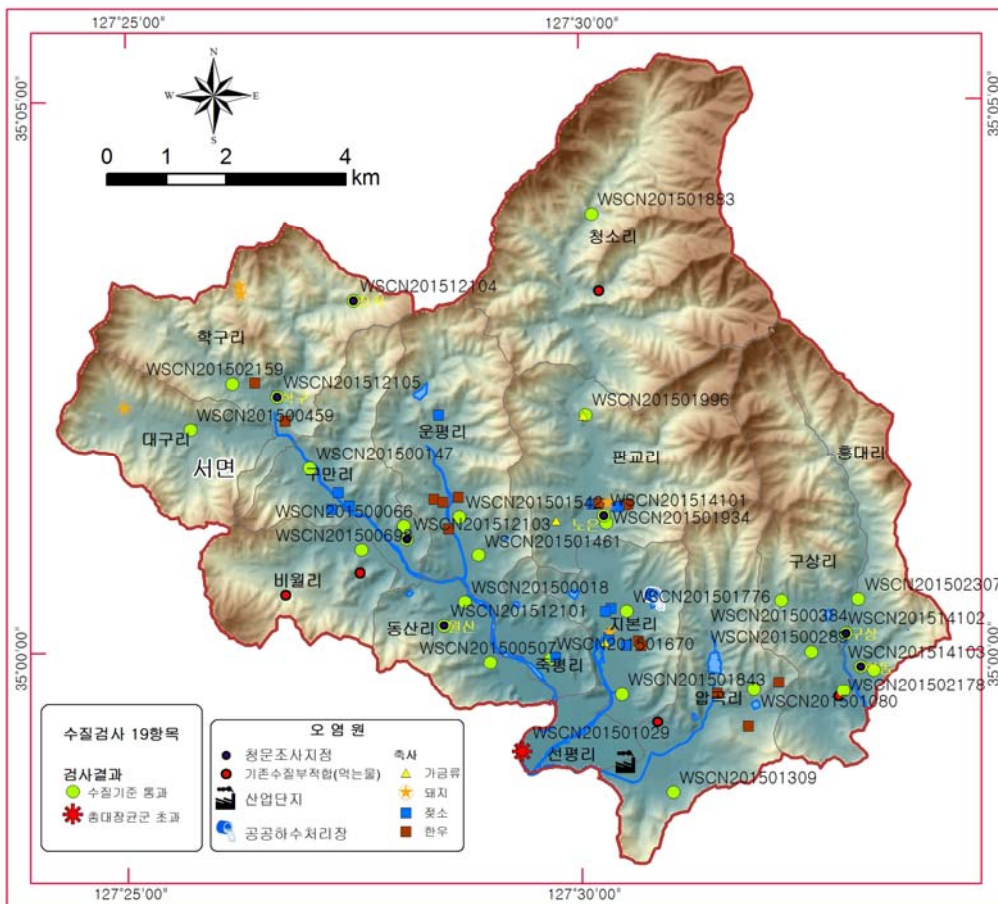 127°25'00"
127°30'00"
35°05'00"
35°05'00"
N
W
E
S
0 1 2 4
km
WSCN201501883
청소리
WSCN201512104
학구리
WSCN201502159
WSCN201512105
WSCN201500459
대구리
서면
운평리
WSCN201501996
판교리
흥대리
구만리
WSCN201500147
WSCN201501542
WSCN201514101
WSCN201501934
WSCN201500066
WSCN201512103
WSCN201500698
WSCN201501461
노은
구상리
비월리
WSCN201500018
WSCN201501776
WSCN201502307
WSCN201512101
지본리
WSCN201500384
WSCN201514102
동산리
WSCN201500289
구상
WSCN201500507
WSCN201501670
WSCN201514103
죽평리
WSCN201502178
WSCN201501843
압곡리
WSCN201501080
WSCN201501029
선평리
WSCN201501309
35°00'00"
35°00'00"
수질검사 19항목
검사결과
수질기준 통과
총대장균군 초과
오 염 원
청문조사지점
기존수질부적합(먹는물)
산업단지
공공하수처리장
축사
가금류
돼지
젖소
한우
127°25'00"
127°30'00"